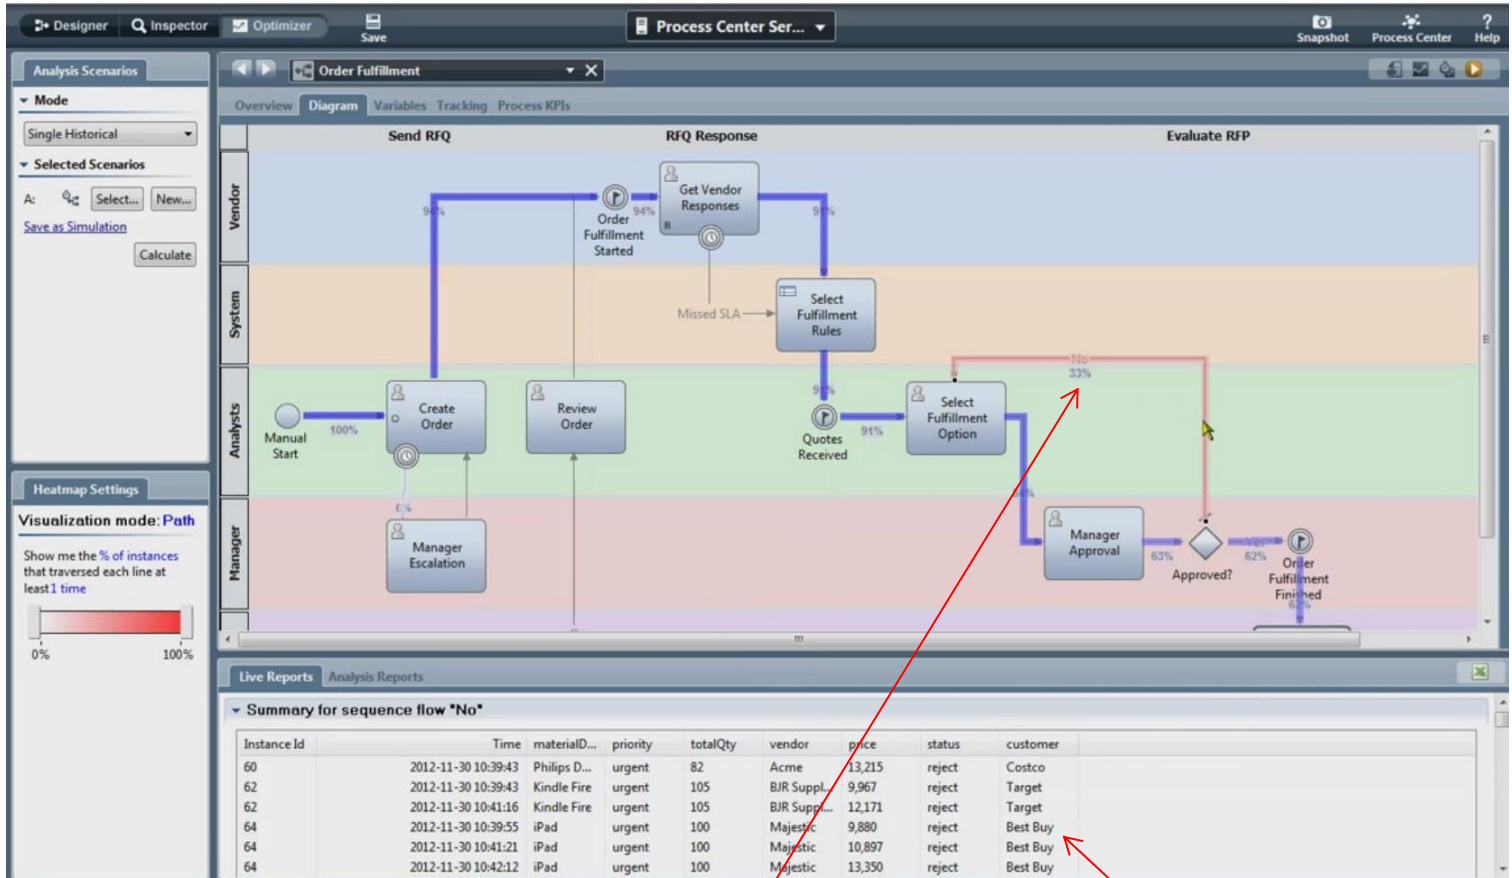 Designer Inspector Optimizer Save Process Center Ser... Snapshot Process Center Help
Analysis Scenarios
Mode
Single Historical
Selected Scenarios
A: Select... New...
Save as Simulation
Calculate
Heatmap Settings
Visualization mode: Path
Show me the % of instances
that traversed each line at
least 1 time
0% 100%
Order Fulfillment
Overview Diagram Variables Tracking Process KPIs
Send RFQ RFQ Response Evaluate RFP
Vendor
94%
Order
Fulfillment
Started
94%
Get Vendor
Responses
91%
System
Missed SLA
Select
Fulfillment
Rules
No
33%
91%
Analysts
Manual
Start
100%
Create
Order
Review
Order
Quotes
Received
91%
Select
Fulfillment
Option
6%
64%
Manager
Manager
Escalation
Manager
Approval
63%
Approved?
Yes
62%
Order
Fulfillment
Finished
62%
Live Reports Analysis Reports
Summary for sequence flow "No"
Instance Id Time materialD... priority totalQty vendor price status customer
60 2012-11-30 10:39:43 Philips D... urgent 82 Acme 13,215 reject Costco
62 2012-11-30 10:39:43 Kindle Fire urgent 105 BJR Suppl... 9,967 reject Target
62 2012-11-30 10:41:16 Kindle Fire urgent 105 BJR Suppl... 12,171 reject Target
64 2012-11-30 10:39:55 iPad urgent 100 Majestic 9,880 reject Best Buy
64 2012-11-30 10:41:21 iPad urgent 100 Majestic 10,897 reject Best Buy
64 2012-11-30 10:42:12 iPad urgent 100 Majestic 13,350 reject Best Buy